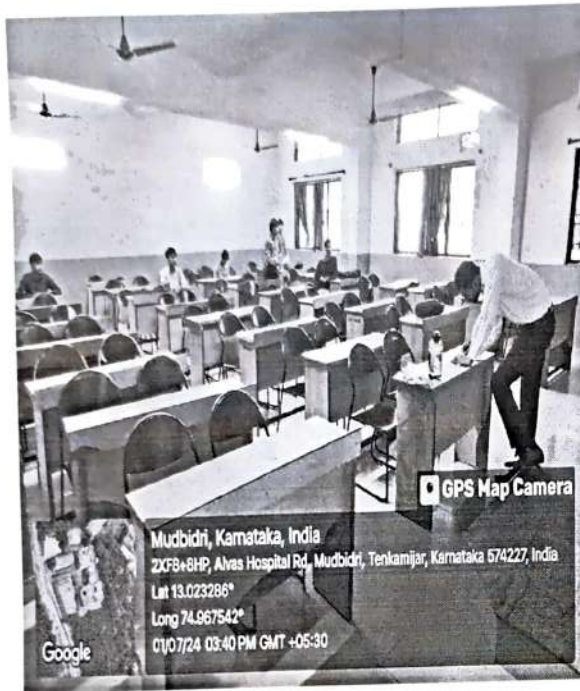 GPS Map Camera
Mudbidri, Karnataka, India
2XF8+8HP, Alvas Hospital Rd, Mudbidri, Tenkamijar, Karnataka 574227, India
Lat 13.023286°
Long 74.967542°
01/07/24 03:40 PM GMT +05:30
Google